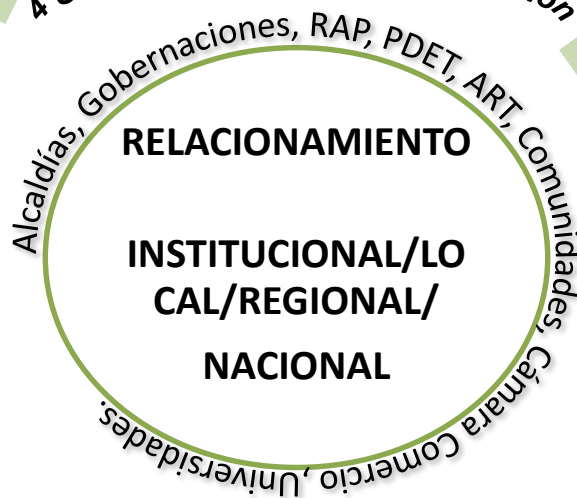 Alcaldías, Gobernaciones, RAP, PDET, ART, Comunidades, Cámara Comercio ,Universidades.
RELACIONAMIENTO
INSTITUCIONAL/LO
CAL/REGIONAL/
NACIONAL